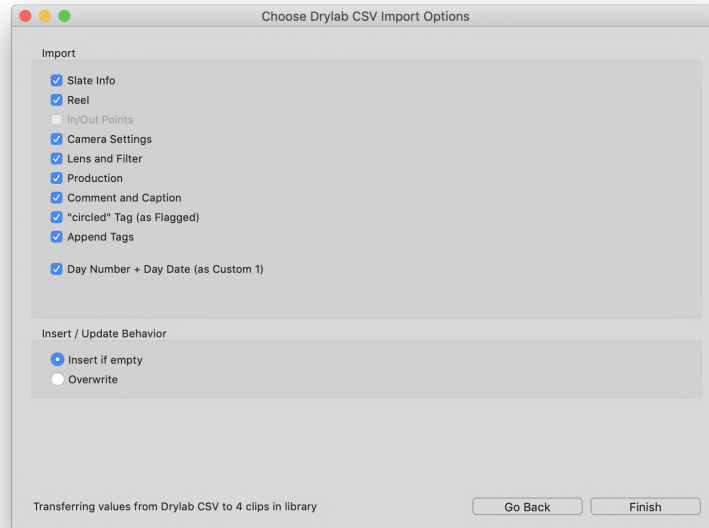 Choose Drylab CSV Import Options
Import
Slate Info
Reel
In/Out Points
Camera Settings
Lens and Filter
Production
Comment and Caption
"circled" Tag (as Flagged)
Append Tags
Day Number + Day Date (as Custom 1)
Insert / Update Behavior
Insert if empty
Overwrite
Transferring values from Drylab CSV to 4 clips in library Go Back Finish